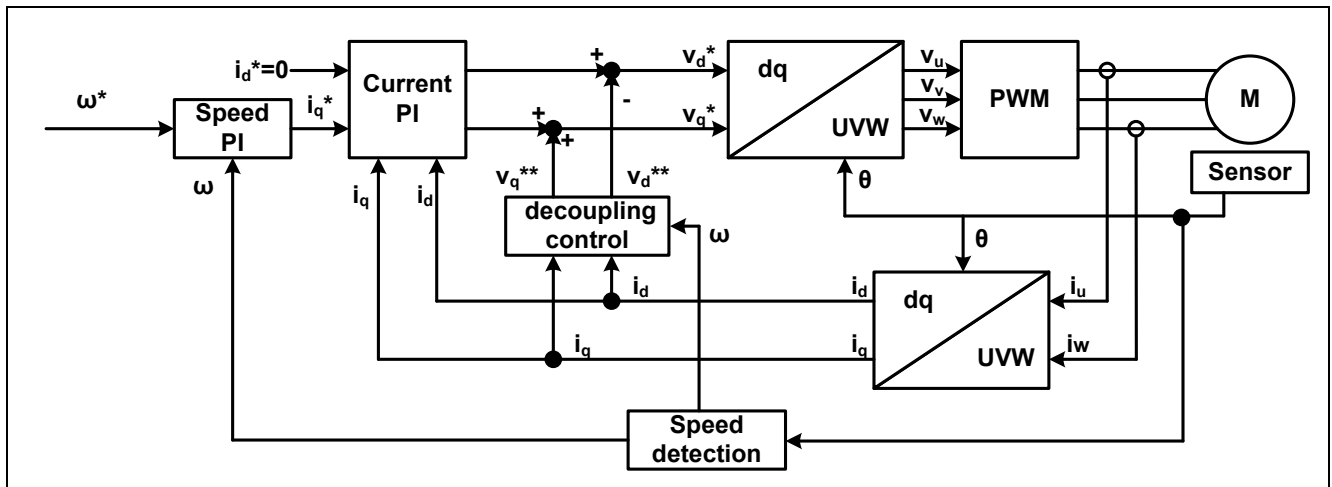 i_d*=0
ω*
Speed
PI
i_q*
Current
PI
+
-
+
+
v_d*
v_q*
dq
UVW
v_u
v_v
v_w
PWM
M
Sensor
θ
θ
ω
i_q
i_d
v_q**
v_d**
decoupling
control
ω
i_d
i_d
i_q
i_q
dq
UVW
i_u
iw
Speed
detection